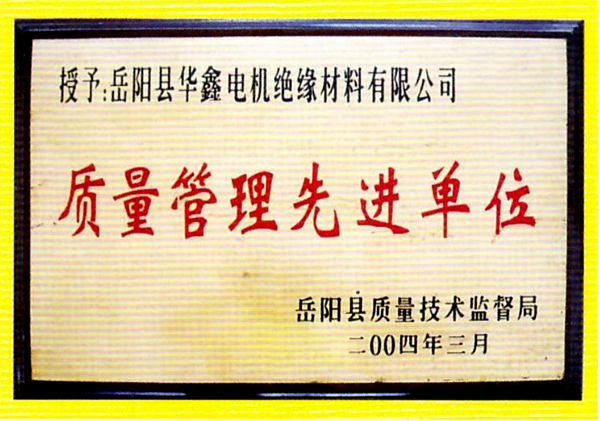 授予:岳阳县华鑫电机绝缘材料有限公司
质量管理先进单位
岳阳县质量技术监督局
二00四年三月